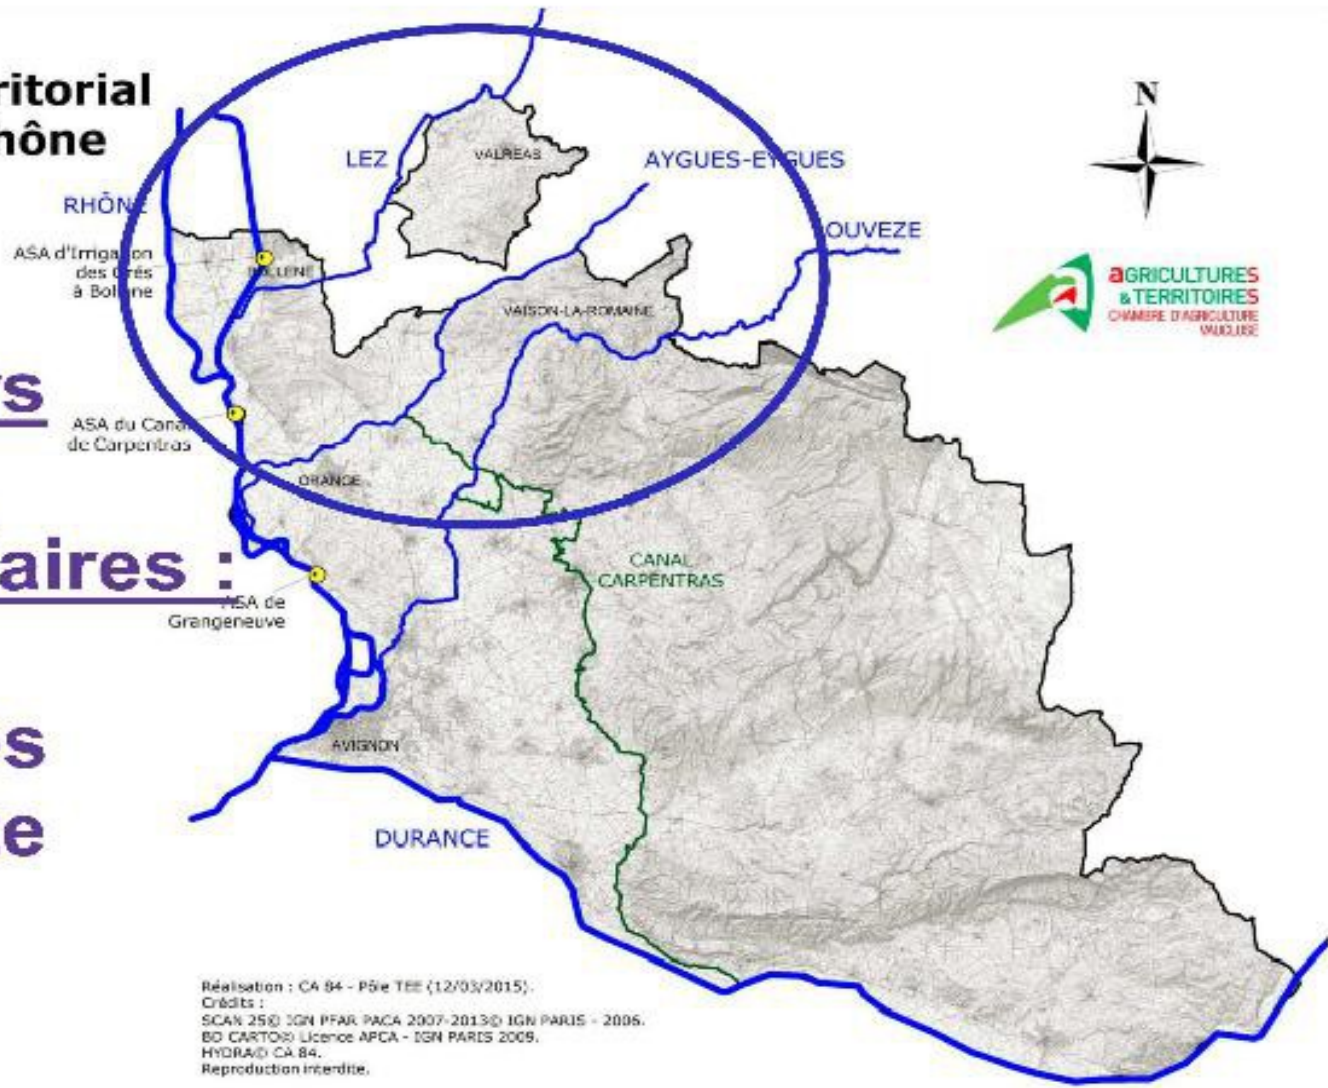 ritorial
hône
N
LEZ
VALREAS
AYGUES-EYGUES
RHÔNE
OUVEZE
ASA d'Irrigation
des Grés
à Bollène
BOLLENE
aGRICULTURES
& TERRITOIRES
CHAMBRE D'AGRICULTURE
VAUCLUSE
VAISON-LA-ROMAINE
ASA du Canal
de Carpentras
ORANGE
aires :
CANAL
CARPENTRAS
ASA de
Grangeneuve
s
AVIGNON
DURANCE
Réalisation : CA 84 - Pôle TEE (12/03/2015).
Crédits :
SCAN 25© IGN PFAR PACA 2007-2013© IGN PARIS - 2006.
BD CARTO® Licence APCA - IGN PARIS 2009.
HYDRA© CA 84.
Reproduction interdite.